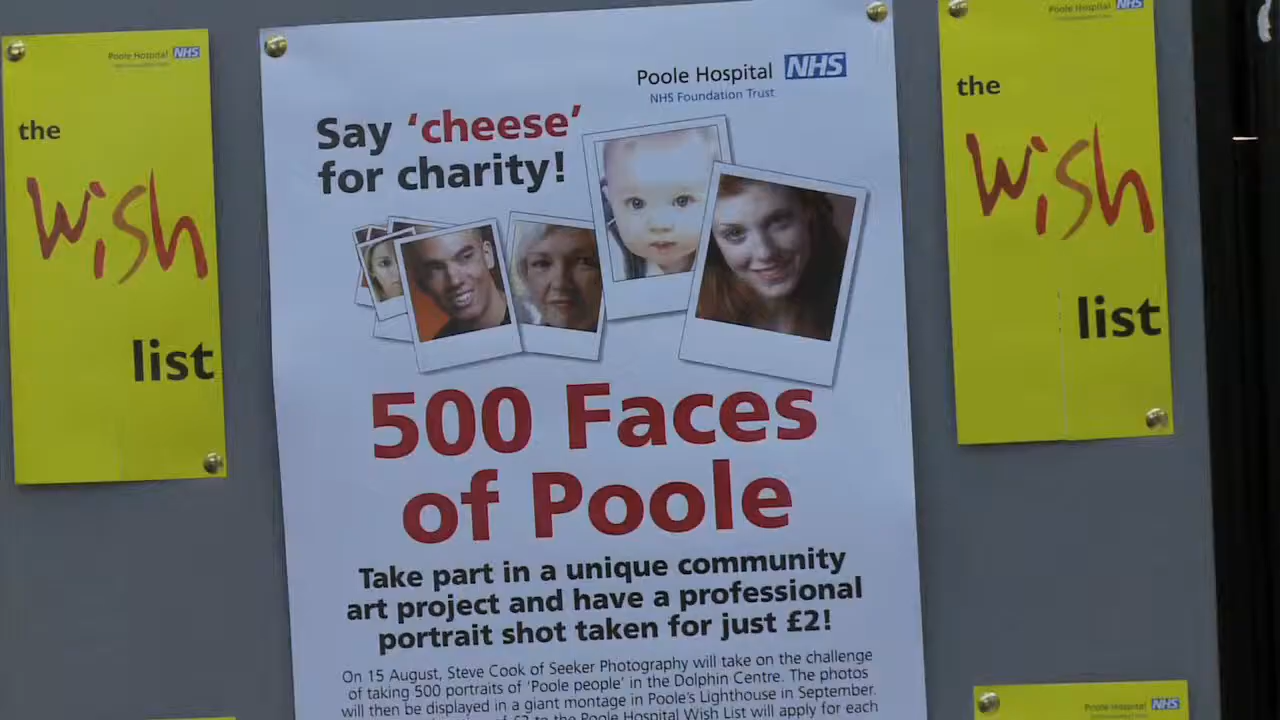 Poole Hospital NHS
the
wish
list
Poole Hospital NHS
NHS Foundation Trust
Say ‘cheese’
for charity!
500 Faces
of Poole
Take part in a unique community
art project and have a professional
portrait shot taken for just £2!
On 15 August, Steve Cook of Seeker Photography will take on the challenge
of taking 500 portraits of ‘Poole people’ in the Dolphin Centre. The photos
will then be displayed in a giant montage in Poole’s Lighthouse in September.
of £2 to the Poole Hospital Wish List will apply for each
Poole Hospital NHS
the
wish
list
Poole Hospital NHS